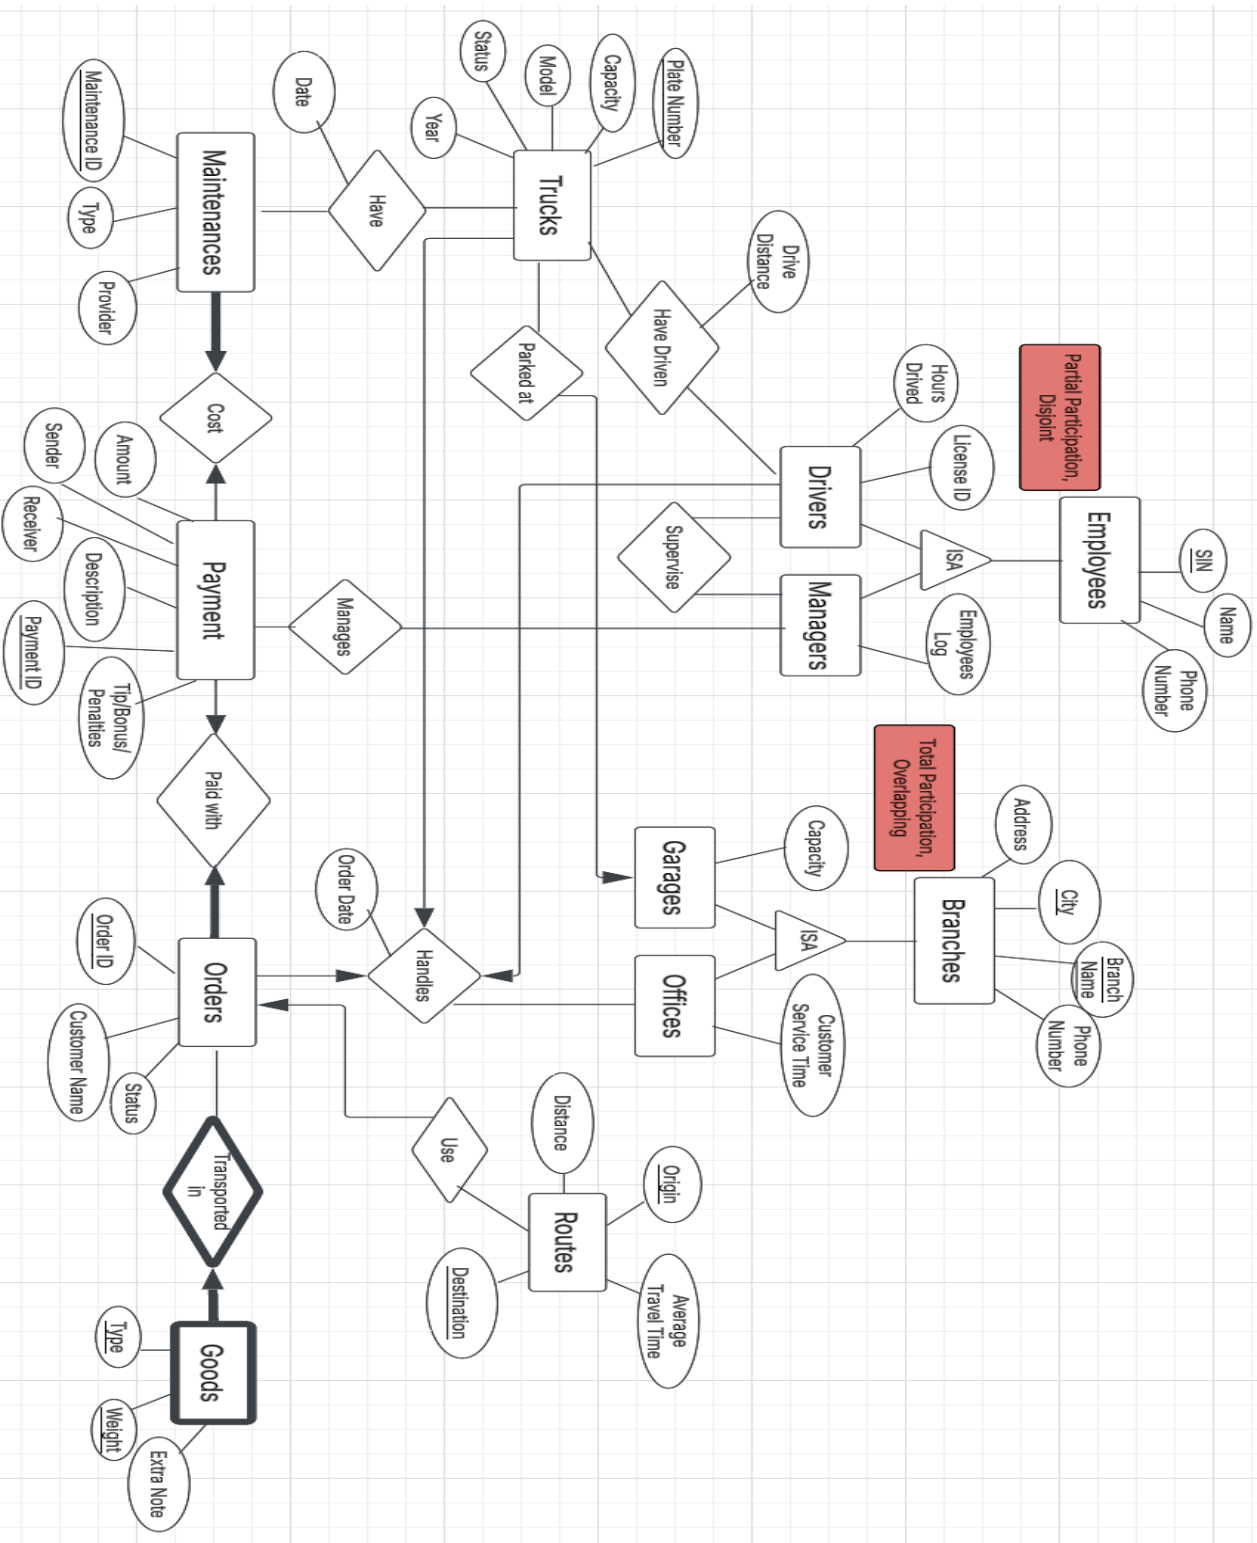 Name
SIN
Phone
Number
Employees
Partial Participation,
Disjoint
Branch
Name
City
Phone
Number
Address
Branches
ISA
License ID
Hours
Drived
Employees
Log
Total Participation,
Overlapping
Drivers
Managers
ISA
Capacity
Customer
Service Time
Drive
Distance
Plate Number
Capacity
Model
Status
Year
Trucks
Have Driven
Supervise
Garages
Offices
Origin
Average
Travel Time
Distance
Routes
Destination
Parked at
Use
Handles
Order Date
Have
Date
Manages
Maintenances
Cost
Payment
Paid with
Orders
Transported
in
Goods
Maintenance ID
Type
Provider
Amount
Sender
Receiver
Description
Payment ID
Tip/Bonus/
Penalties
Order ID
Customer Name
Status
Type
Weight
Extra Note